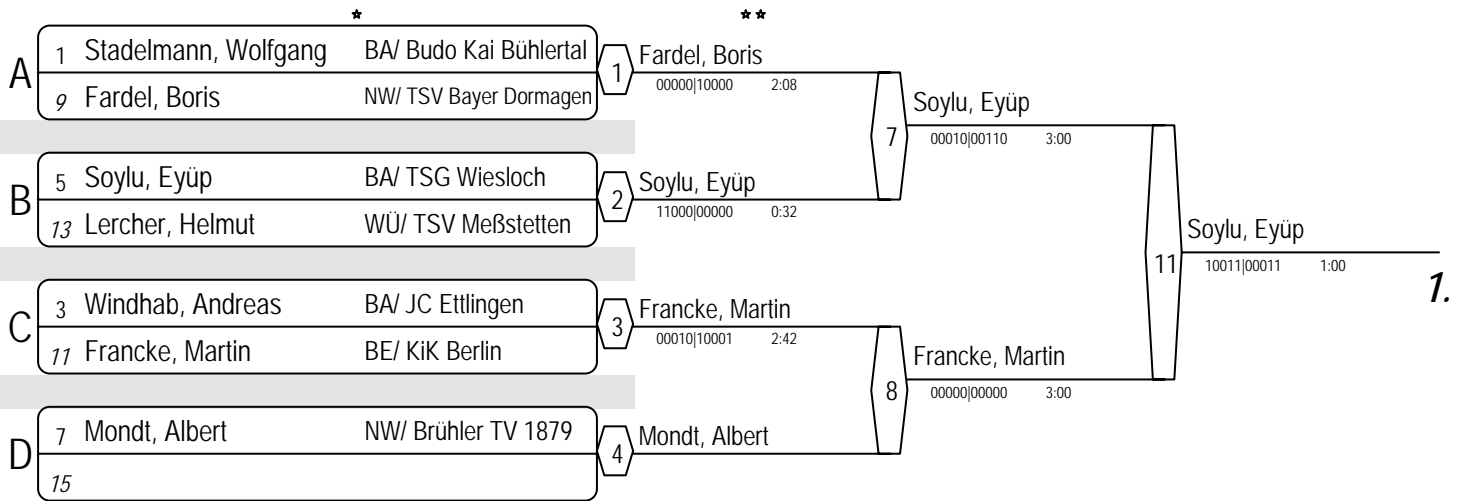 * **
A
1 Stadelmann, Wolfgang BA/ Budo Kai Bühlertal
9 Fardel, Boris NW/ TSV Bayer Dormagen
1
Fardel, Boris
00000|10000 2:08
B
5 Soylu, Eyüp BA/ TSG Wiesloch
13 Lercher, Helmut WÜ/ TSV Meßstetten
2
Soylu, Eyüp
11000|00000 0:32
7
Soylu, Eyüp
00010|00110 3:00
C
3 Windhab, Andreas BA/ JC Ettlingen
11 Francke, Martin BE/ KiK Berlin
3
Francke, Martin
00010|10001 2:42
D
7 Mondt, Albert NW/ Brühler TV 1879
15
4
Mondt, Albert
8
Francke, Martin
00000|00000 3:00
11
Soylu, Eyüp
10011|00011 1:00
1.